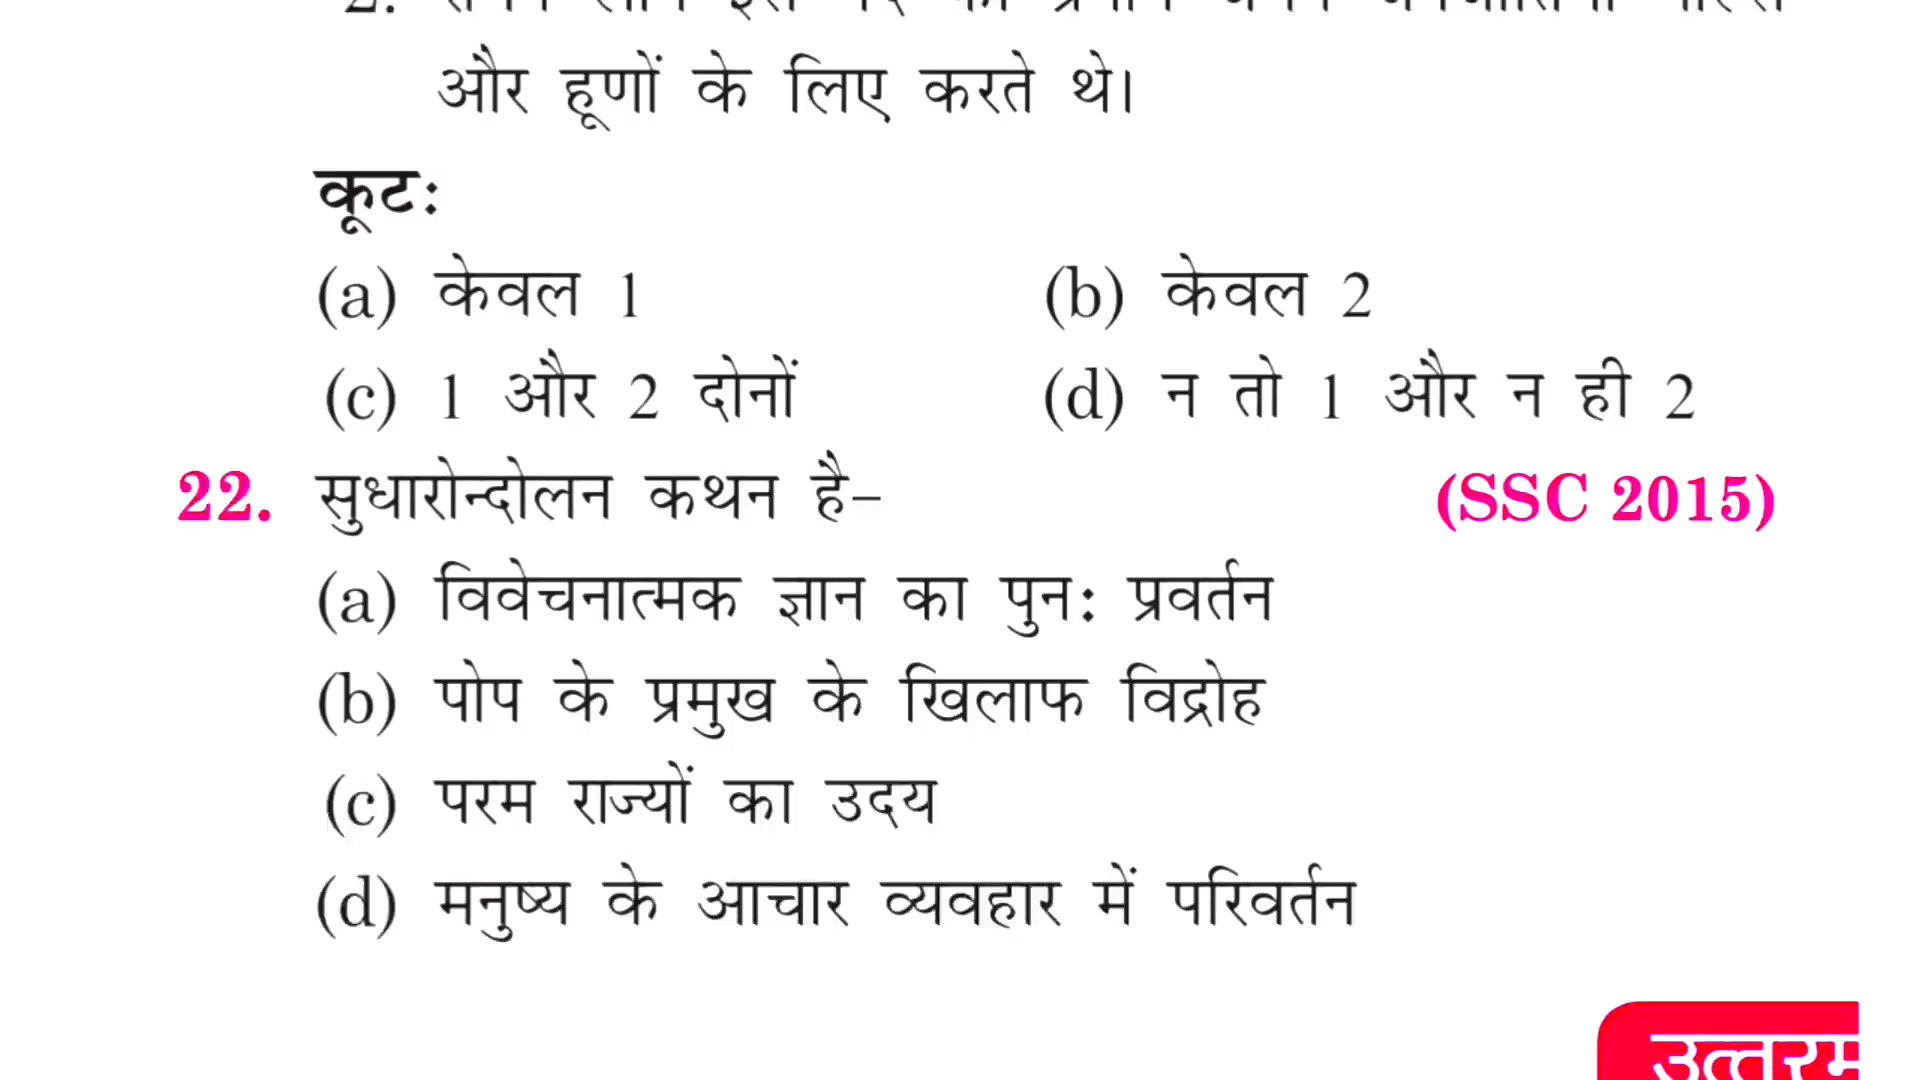 और हूणों के लिए करते थे।
कूटः
(a) केवल 1 (b) केवल 2
(c) 1 और 2 दोनों (d) न तो 1 और न ही 2
22. सुधारोन्दोलन कथन है– (SSC 2015)
(a) विवेचनात्मक ज्ञान का पुनः प्रवर्तन
(b) पोप के प्रमुख के खिलाफ विद्रोह
(c) परम राज्यों का उदय
(d) मनुष्य के आचार व्यवहार में परिवर्तन